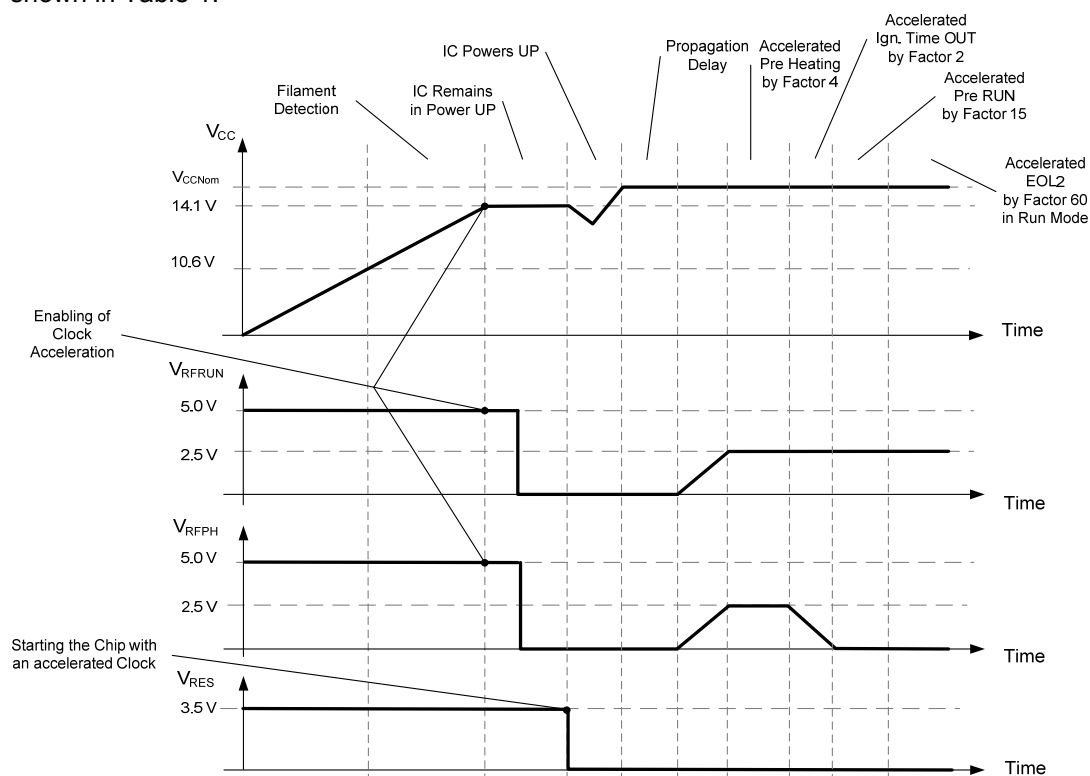 shown in Table 4.
Accelerated
Ign. Time OUT
by Factor 2
IC Powers UP
Propagation
Delay
Accelerated
Pre Heating
by Factor 4
Accelerated
Pre RUN
by Factor 15
Filament
Detection
IC Remains
in Power UP
Accelerated
EOL2
by Factor 60
in Run Mode
VCC
VCCNom
14.1 V
10.6 V
Time
Enabling of
Clock
Acceleration
VRFRUN
5.0 V
2.5 V
Time
VRFPH
5.0 V
2.5 V
Time
Starting the Chip with
an accelerated Clock
VRES
3.5 V
Time